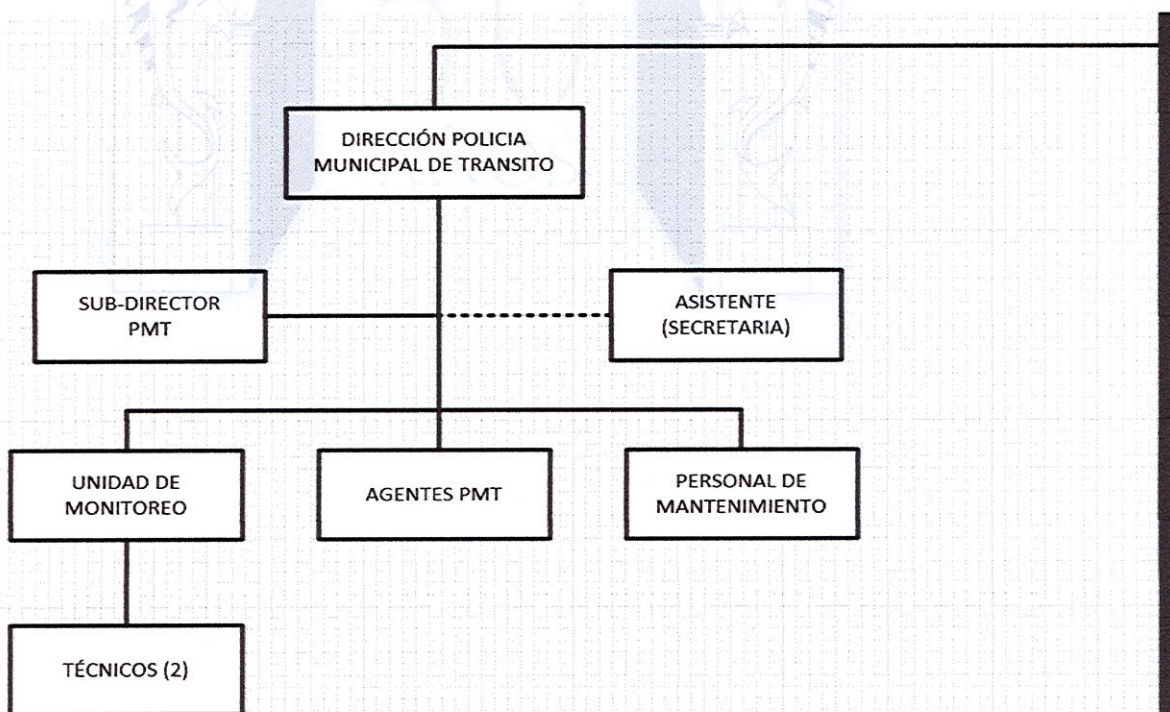 DIRECCIÓN POLICIA
MUNICIPAL DE TRANSITO
SUB-DIRECTOR
PMT
ASISTENTE
(SECRETARIA)
UNIDAD DE
MONITOREO
AGENTES PMT
PERSONAL DE
MANTENIMIENTO
TÉCNICOS (2)